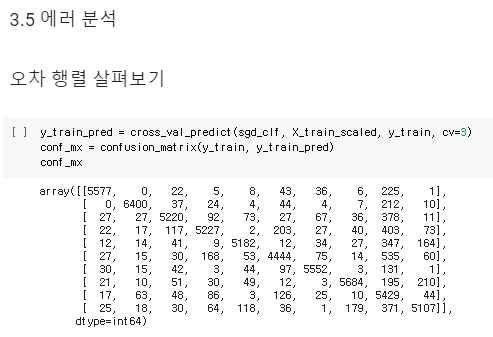 3.5 에러 분석
오차 행렬 살펴보기
[ ] y_train_pred = cross_val_predict(sgd_clf, X_train_scaled, y_train, cv=3)
conf_mx = confusion_matrix(y_train, y_train_pred)
conf_mx
array([[5577, 0, 22, 5, 8, 43, 36, 6, 225, 1],
[ 0, 6400, 37, 24, 4, 44, 4, 7, 212, 10],
[ 27, 27, 5220, 92, 73, 27, 67, 36, 378, 11],
[ 22, 17, 117, 5227, 2, 203, 27, 40, 403, 73],
[ 12, 14, 41, 9, 5182, 12, 34, 27, 347, 164],
[ 27, 15, 30, 168, 53, 4444, 75, 14, 535, 60],
[ 30, 15, 42, 3, 44, 97, 5552, 3, 131, 1],
[ 21, 10, 51, 30, 49, 12, 3, 5684, 195, 210],
[ 17, 63, 48, 86, 3, 126, 25, 10, 5429, 44],
[ 25, 18, 30, 64, 118, 36, 1, 179, 371, 5107]],
dtype=int64)